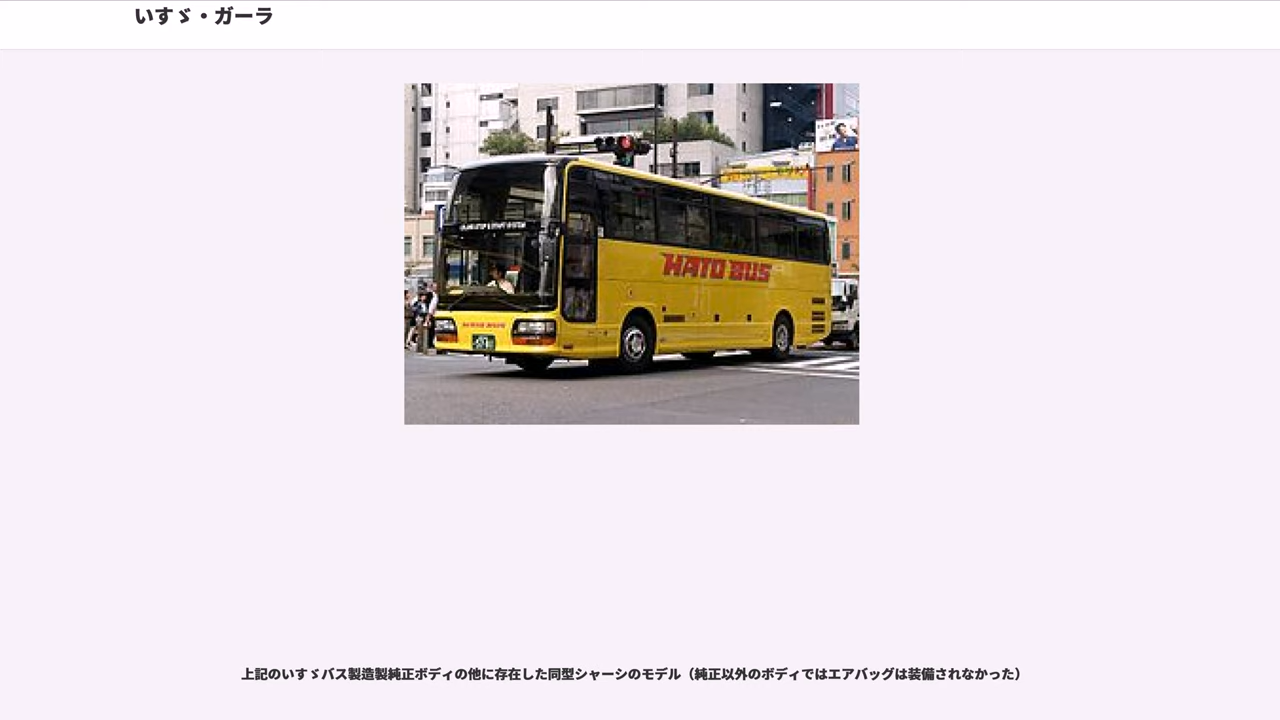 いすゞ・ガーラ
HATO BUS
HATO BUS
上記のいすゞバス製造製純正ボディの他に存在した同型シャーシのモデル（純正以外のボディではエアバッグは装備されなかった）